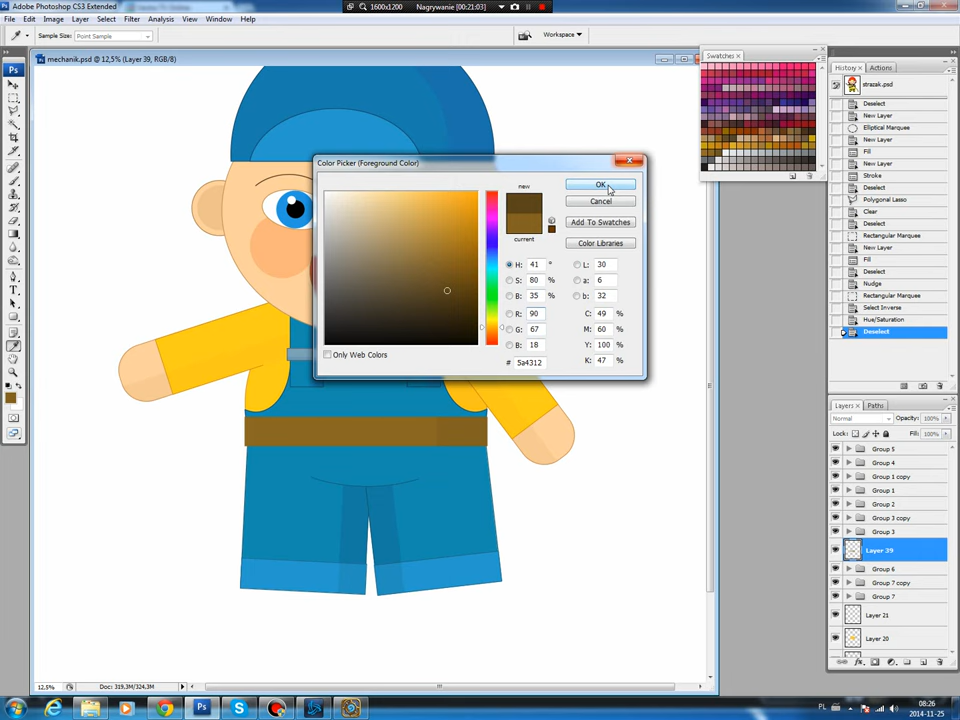 Adobe Photoshop CS3 Extended
1600x1200
Nagrywanie [00:21:03]
File Edit Image Layer Select Filter Analysis View Window Help
Sample Size: Point Sample
Workspace
mechanik.psd @ 12,5% (Layer 39, RGB/8)
Swatches
History
Actions
strazak.psd
Deselect
New Layer
Elliptical Marquee
New Layer
Fill
New Layer
Stroke
Deselect
Polygonal Lasso
Clear
Deselect
Rectangular Marquee
New Layer
Fill
Deselect
Nudge
Rectangular Marquee
Select Inverse
Hue/Saturation
Deselect
Color Picker (Foreground Color)
new
current
OK
Cancel
Add To Swatches
Color Libraries
H: 41 °
S: 80 %
B: 35 %
R: 90
G: 67
B: 18
# 5a4312
L: 30
a: 6
b: 32
C: 49 %
M: 60 %
Y: 100 %
K: 47 %
Only Web Colors
Layers
Paths
Normal
Opacity: 100%
Lock:
Fill: 100%
Group 5
Group 4
Group 1 copy
Group 1
Group 2
Group 3 copy
Group 3
Layer 39
Group 6
Group 7 copy
Group 7
Layer 21
Layer 20
12,5%
Doc: 319,3M/324,3M
PL
08:26
2014-11-25